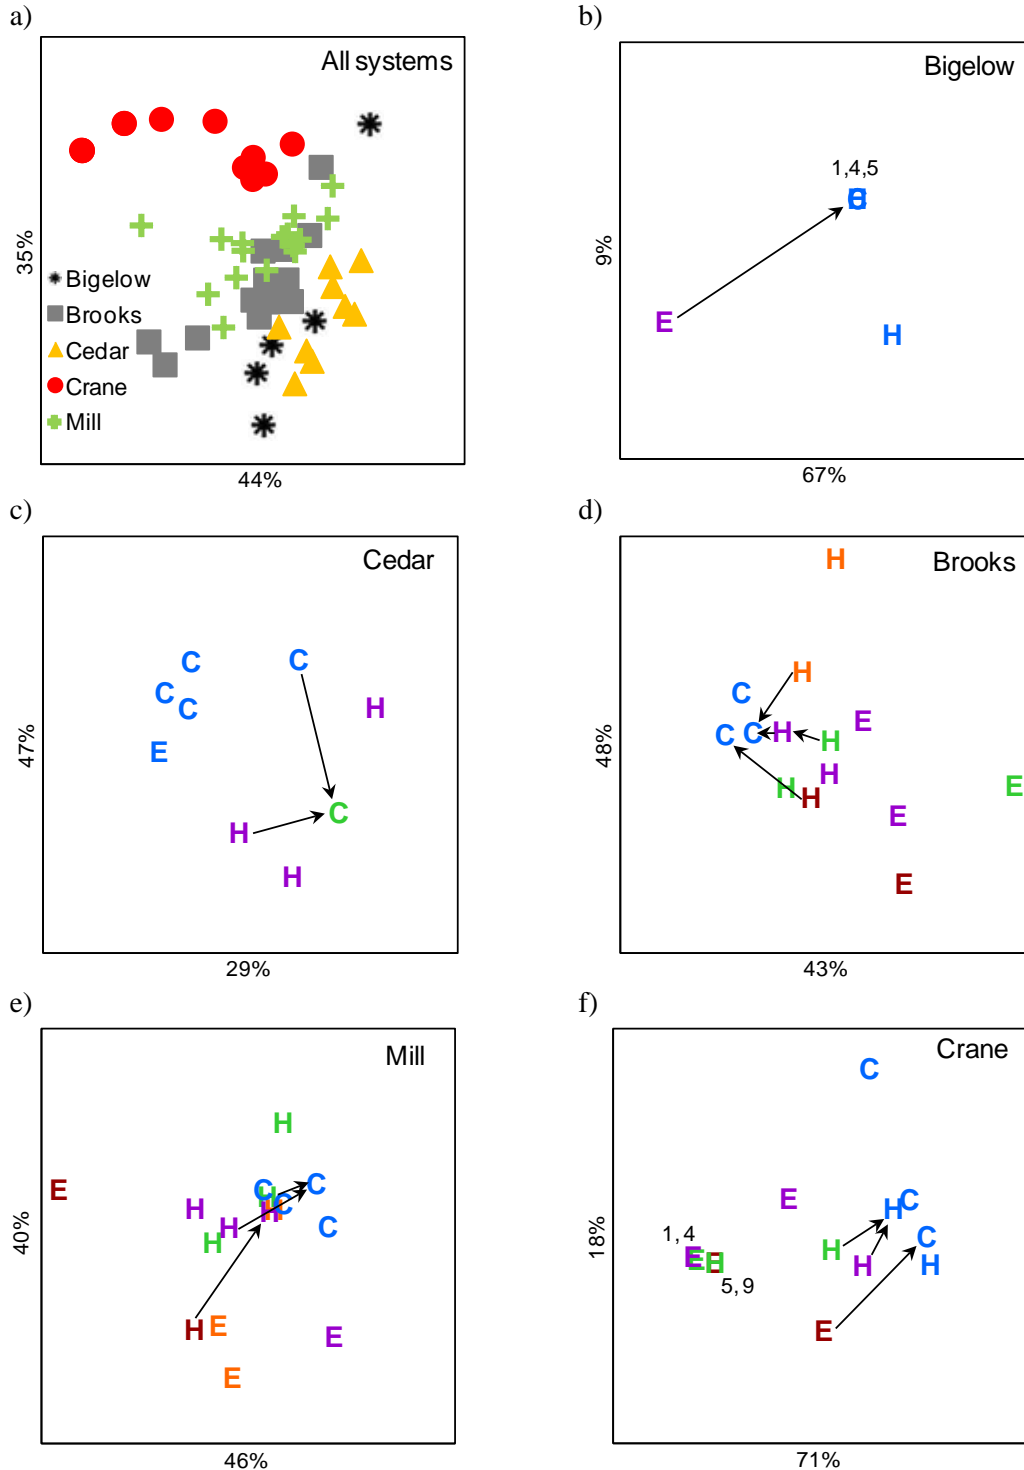 a)
All systems
35%
Bigelow
Brooks
Cedar
Crane
Mill
44%
b)
Bigelow
1,4,5
E
H
9%
67%
c)
Cedar
C
C
C
C
H
E
C
H
H
47%
29%
d)
Brooks
H
H
C
E
C
C
H
H
H
H
H
E
E
E
48%
43%
e)
Mill
H
E
C
H
C
C
H
H
H
H
C
H
H
E
E
E
40%
46%
f)
Crane
C
E
C
H
1,4
H
C
E
E
H
H
H
5,9
E
18%
71%